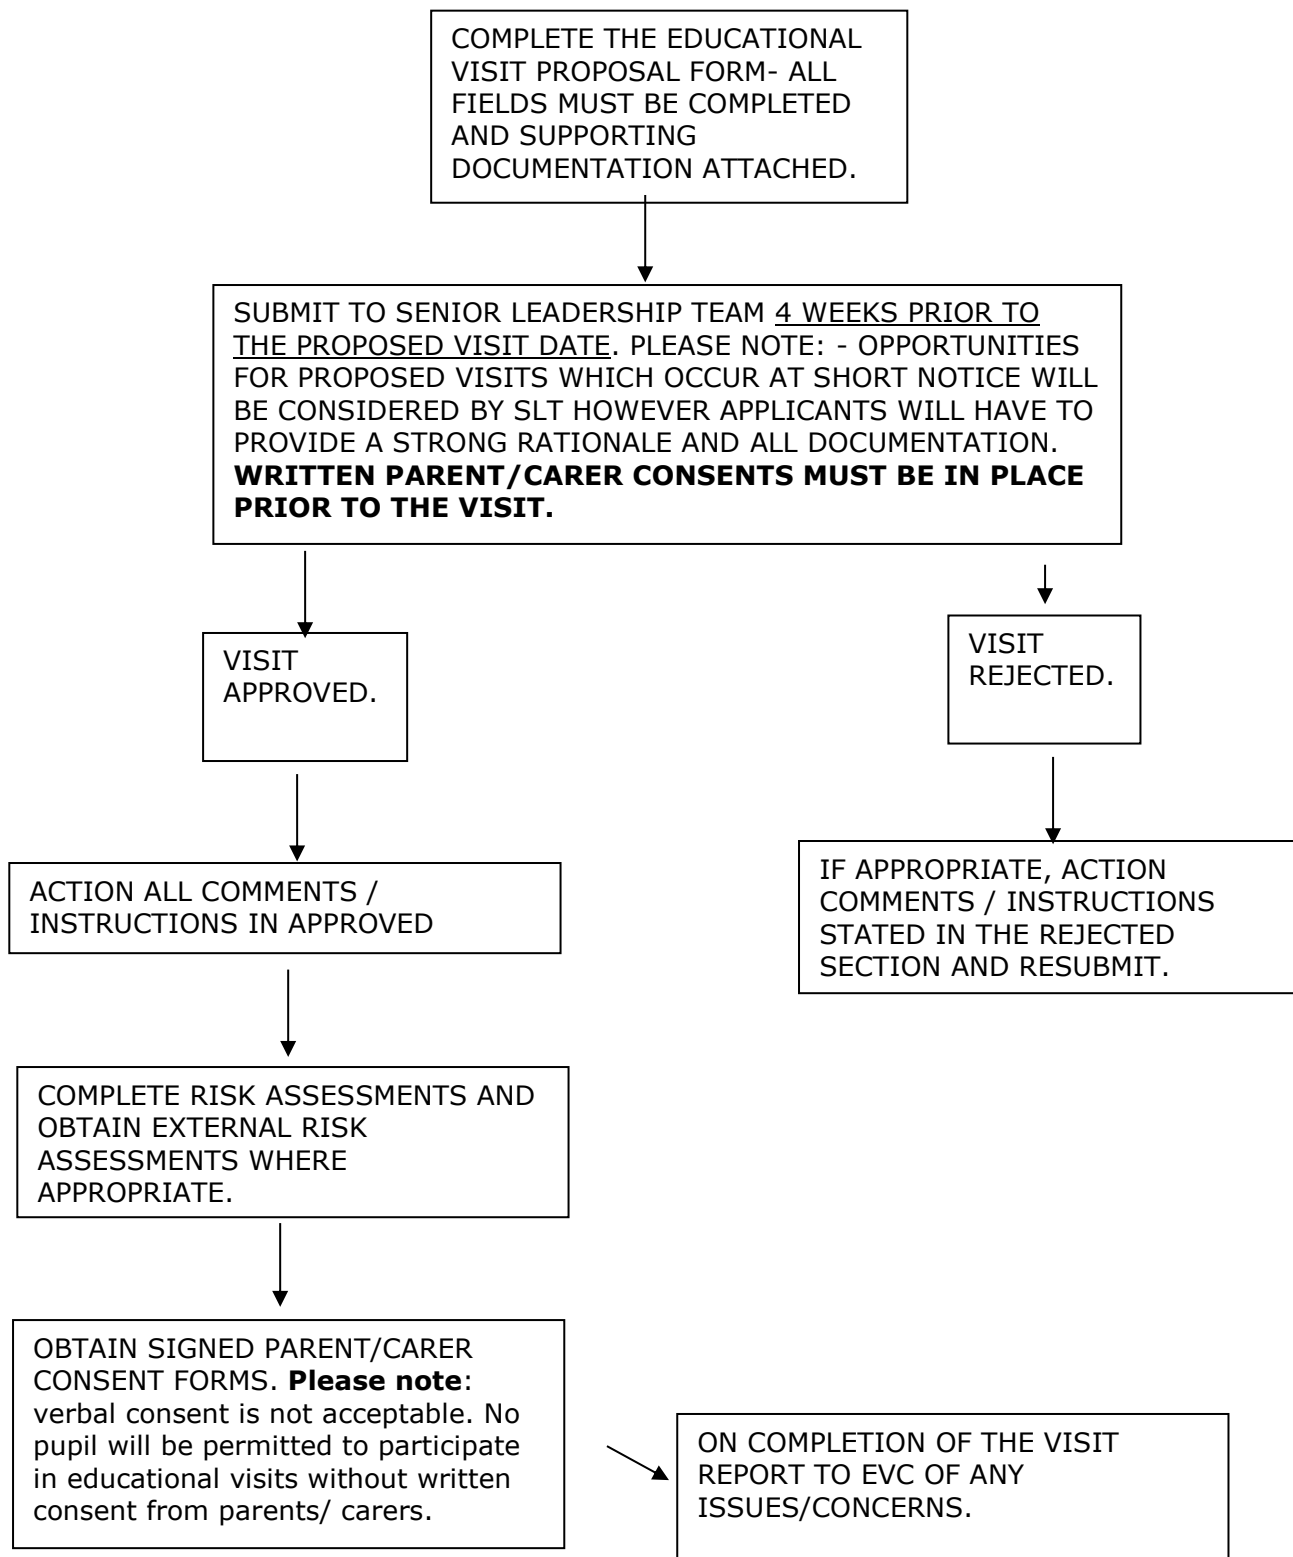 COMPLETE THE EDUCATIONAL
VISIT PROPOSAL FORM- ALL
FIELDS MUST BE COMPLETED
AND SUPPORTING
DOCUMENTATION ATTACHED.
SUBMIT TO SENIOR LEADERSHIP TEAM 4 WEEKS PRIOR TO
THE PROPOSED VISIT DATE. PLEASE NOTE: - OPPORTUNITIES
FOR PROPOSED VISITS WHICH OCCUR AT SHORT NOTICE WILL
BE CONSIDERED BY SLT HOWEVER APPLICANTS WILL HAVE TO
PROVIDE A STRONG RATIONALE AND ALL DOCUMENTATION.
WRITTEN PARENT/CARER CONSENTS MUST BE IN PLACE
PRIOR TO THE VISIT.
VISIT
APPROVED.
VISIT
REJECTED.
ACTION ALL COMMENTS /
INSTRUCTIONS IN APPROVED
IF APPROPRIATE, ACTION
COMMENTS / INSTRUCTIONS
STATED IN THE REJECTED
SECTION AND RESUBMIT.
COMPLETE RISK ASSESSMENTS AND
OBTAIN EXTERNAL RISK
ASSESSMENTS WHERE
APPROPRIATE.
OBTAIN SIGNED PARENT/CARER
CONSENT FORMS. Please note:
verbal consent is not acceptable. No
pupil will be permitted to participate
in educational visits without written
consent from parents/ carers.
ON COMPLETION OF THE VISIT
REPORT TO EVC OF ANY
ISSUES/CONCERNS.